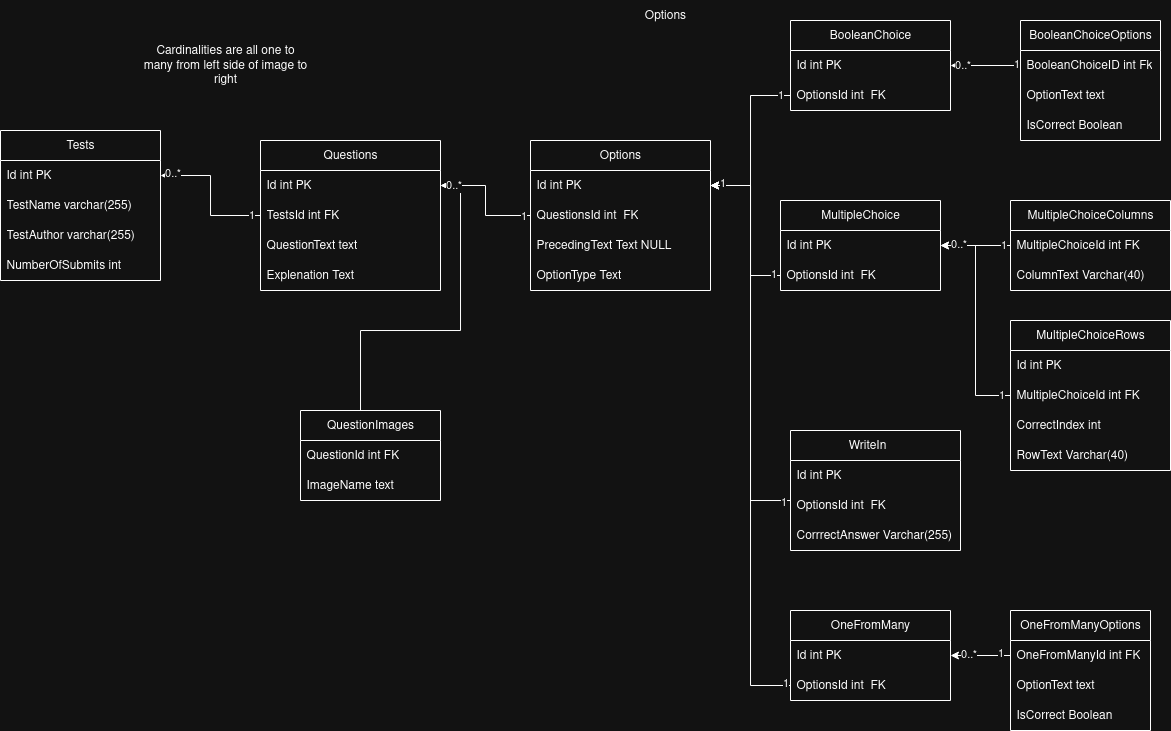 Options
Cardinalities are all one to
many from left side of image to
right
Tests
Id int PK
TestName varchar(255)
TestAuthor varchar(255)
NumberOfSubmits int
0..*
1
Questions
Id int PK
TestsId int FK
QuestionText text
Explenation Text
0..*
1
QuestionImages
QuestionId int FK
ImageName text
Options
Id int PK
QuestionsId int FK
PrecedingText Text NULL
OptionType Text
1
1
BooleanChoice
Id int PK
OptionsId int FK
0..*
1
BooleanChoiceOptions
BooleanChoiceID int Fk
OptionText text
IsCorrect Boolean
1
MultipleChoice
Id int PK
OptionsId int FK
0..*
1
MultipleChoiceColumns
MultipleChoiceId int FK
ColumnText Varchar(40)
1
MultipleChoiceRows
Id int PK
MultipleChoiceId int FK
CorrectIndex int
RowText Varchar(40)
1
WriteIn
Id int PK
OptionsId int FK
CorrrectAnswer Varchar(255)
1
OneFromMany
Id int PK
OptionsId int FK
0..*
1
OneFromManyOptions
OneFromManyId int FK
OptionText text
IsCorrect Boolean